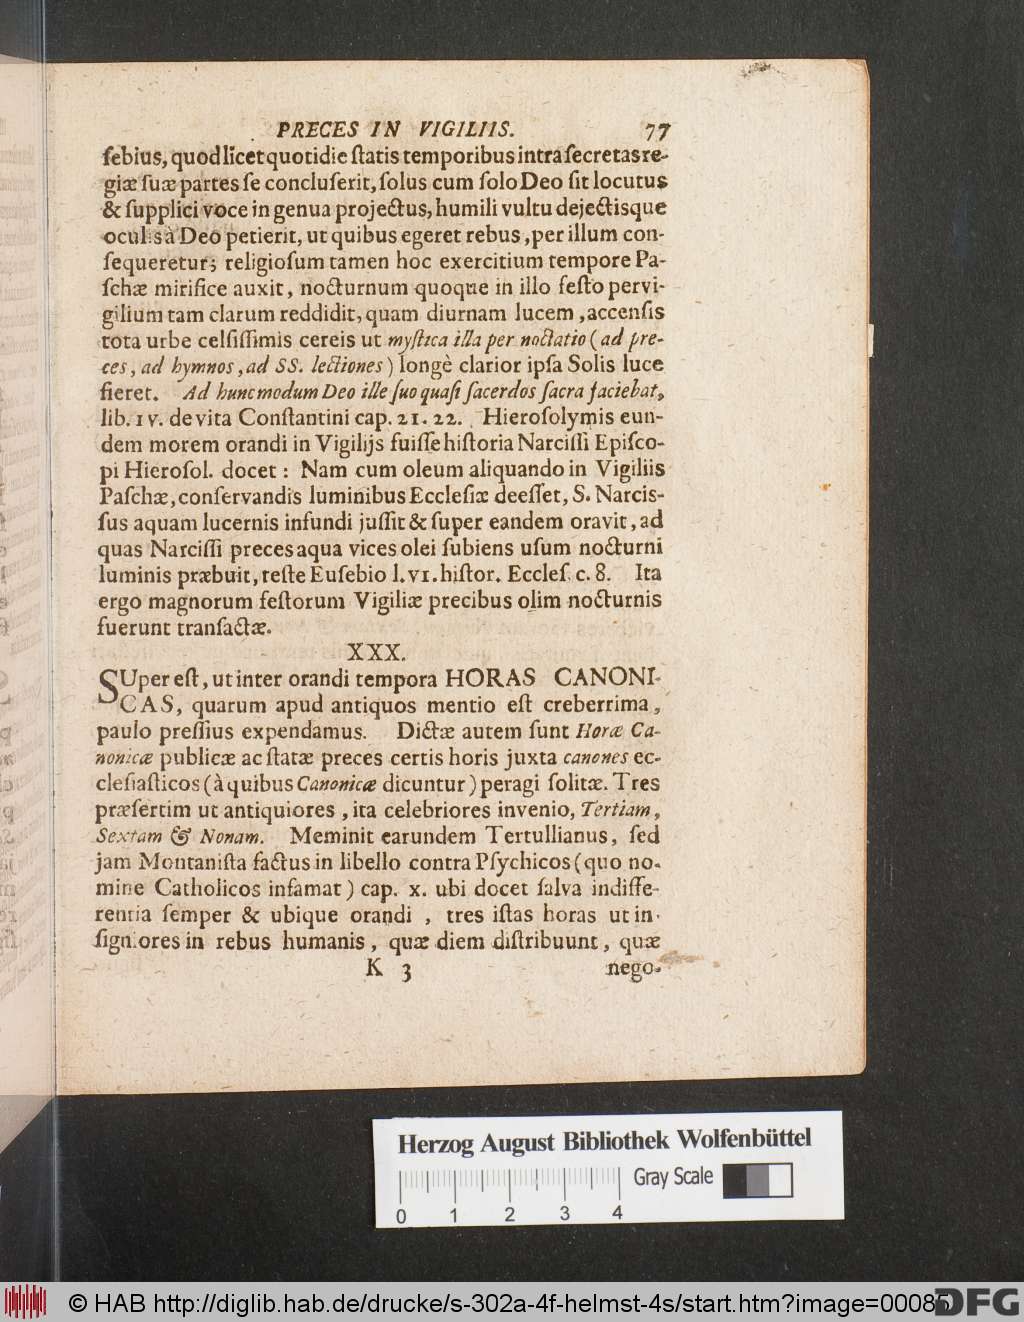 PRECES IN VIGILIIS. 77
ſebius, quod licet quotidie ſtatis temporibus intra ſecretas re-
giæ ſuæ partes ſe concluſerit, ſolus cum ſolo Deo ſit locutus
& ſupplici voce in genua projectus, humili vultu dejectisque
oculis à Deo petierit, ut quibus egeret rebus, per illum con-
ſequeretur; religioſum tamen hoc exercitium tempore Pa-
ſchæ mirifice auxit, nocturnum quoque in illo feſto pervi-
gilium tam clarum reddidit, quam diurnam lucem, accenſis
tota urbe celſiſſimis cereis ut myſtica illa per noctatio (ad pre-
ces, ad hymnos, ad SS. lectiones) longè clarior ipſa Solis luce
fieret. Ad hunc modum Deo ille ſuo quaſi ſacerdos ſacra faciebat,
lib. IV. de vita Conſtantini cap. 21. 22. Hieroſolymis eun-
dem morem orandi in Vigilijs fuiſſe hiſtoria Narciſſi Epiſco-
pi Hieroſol. docet: Nam cum oleum aliquando in Vigiliis
Paſchæ, conſervandis luminibus Eccleſiæ deeſſet, S. Narcis-
ſus aquam lucernis infundi juſſit & ſuper eandem oravit, ad
quas Narciſſi preces aqua vices olei ſubiens uſum nocturni
luminis præbuit, teſte Euſebio l. VI. hiſtor. Eccleſ. c. 8. Ita
ergo magnorum feſtorum Vigiliæ precibus olim nocturnis
fuerunt tranſactæ.
XXX.
SUper eſt, ut inter orandi tempora HORAS CANONI-
CAS, quarum apud antiquos mentio eſt creberrima,
paulo preſſius expendamus. Dictæ autem ſunt Horæ Ca-
nonicæ publicæ ac ſtatæ preces certis horis juxta canones ec-
cleſiaſticos (à quibus Canonicæ dicuntur) peragi ſolitæ. Tres
præſertim ut antiquiores, ita celebriores invenio, Tertiam,
Sextam & Nonam. Meminit earundem Tertullianus, ſed
jam Montaniſta factus in libello contra Pſychicos (quo no-
mine Catholicos infamat) cap. x. ubi docet ſalva indiffe-
rentia ſemper & ubique orandi, tres iſtas horas ut in-
ſigniores in rebus humanis, quæ diem diſtribuunt, quæ
K 3 nego-
Herzog August Bibliothek Wolfenbüttel
Gray Scale
0 1 2 3 4
© HAB http://diglib.hab.de/drucke/s-302a-4f-helmst-4s/start.htm?image=00085
DFG